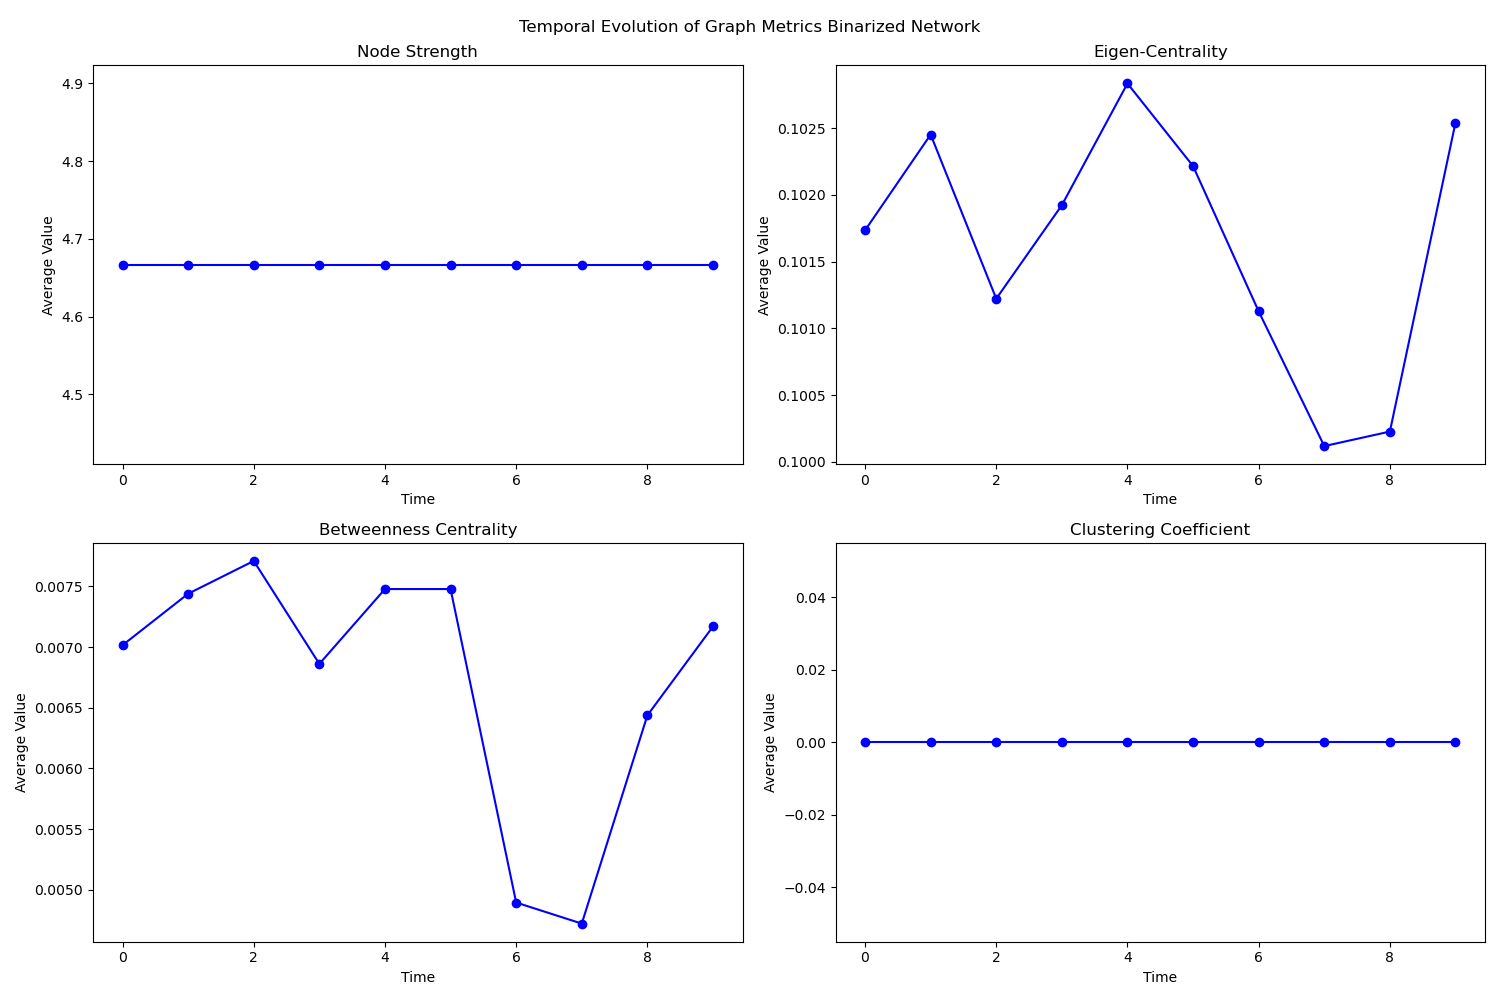 Temporal Evolution of Graph Metrics Binarized Network
Node Strength
4.9
4.8
4.7
4.6
4.5
Average Value
0 2 4 6 8
Time
Eigen-Centrality
0.1025
0.1020
0.1015
0.1010
0.1005
0.1000
Average Value
0 2 4 6 8
Time
Betweenness Centrality
0.0075
0.0070
0.0065
0.0060
0.0055
0.0050
Average Value
0 2 4 6 8
Time
Clustering Coefficient
0.04
0.02
0.00
−0.02
−0.04
Average Value
0 2 4 6 8
Time